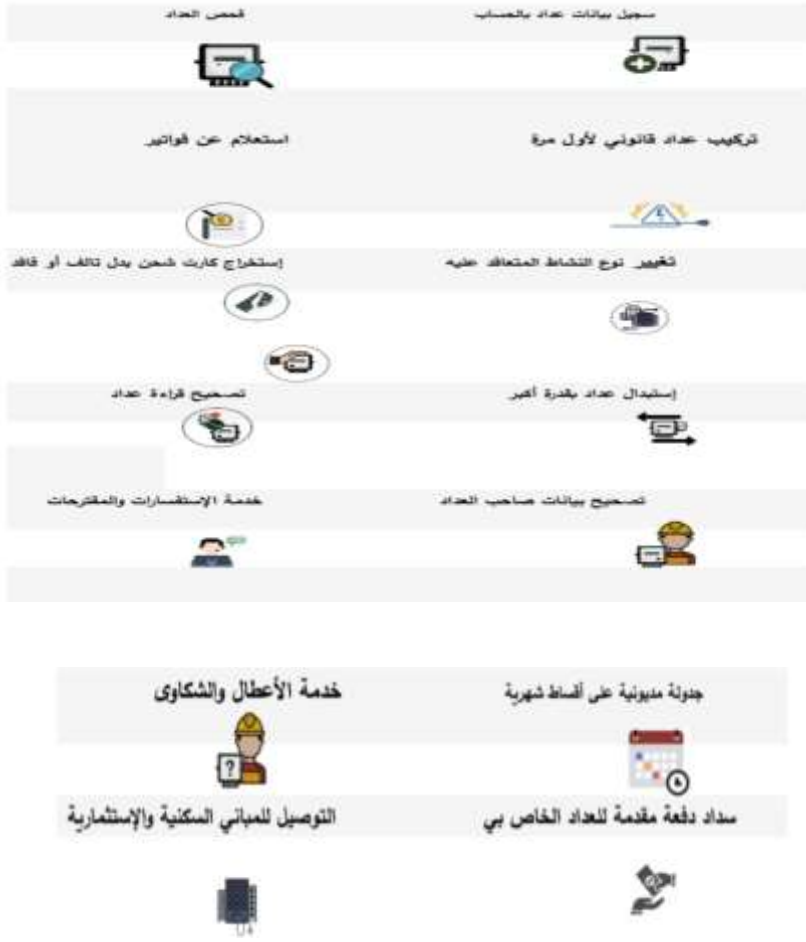 سجيل بيانات عداد بالحساب
فحص العداد
تركيب عداد قانوني لأول مرة
استعلام عن فواتير
تغيير نوع النشاط المتعاقد عليه
إستخراج كارت شحن بدل تالف أو فاقد
إستبدال عداد بقدرة أكبر
تصحيح قراءة عداد
تصحيح بيانات صاحب العداد
خدمة الإستفسارات والمقترحات
جدولة مديونية على أقساط شهرية
خدمة الأعطال والشكاوى
?
سداد دفعة مقدمة للعداد الخاص بي
التوصيل للمباني السكنية والإستثمارية